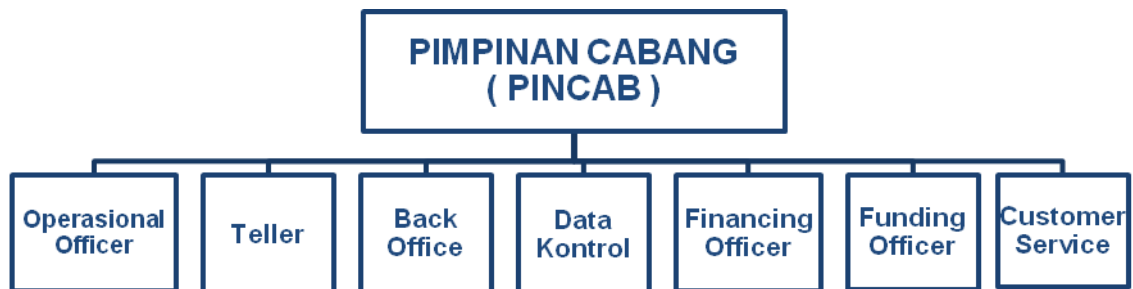 PIMPINAN CABANG
( PINCAB )
Operasional
Officer
Teller
Back
Office
Data
Kontrol
Financing
Officer
Funding
Officer
Customer
Service